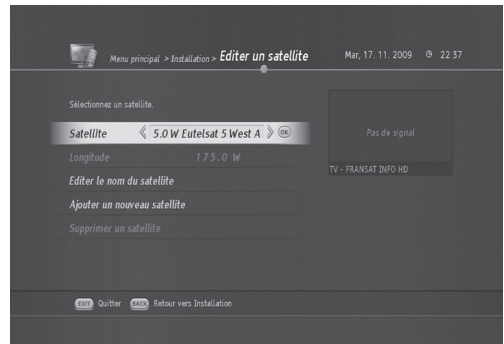 Menu principal > Installation > Editer un satellite
Mar, 17. 11. 2009 22:37
Sélectionnez un satellite.
Satellite 5.0 W Eutelsat 5 West A OK
Longitude 175.0 W
Pas de signal
TV - FRANSAT INFO HD
Editer le nom du satellite
Ajouter un nouveau satellite
Supprimer un satellite
EXIT Quitter BACK Retour vers Installation